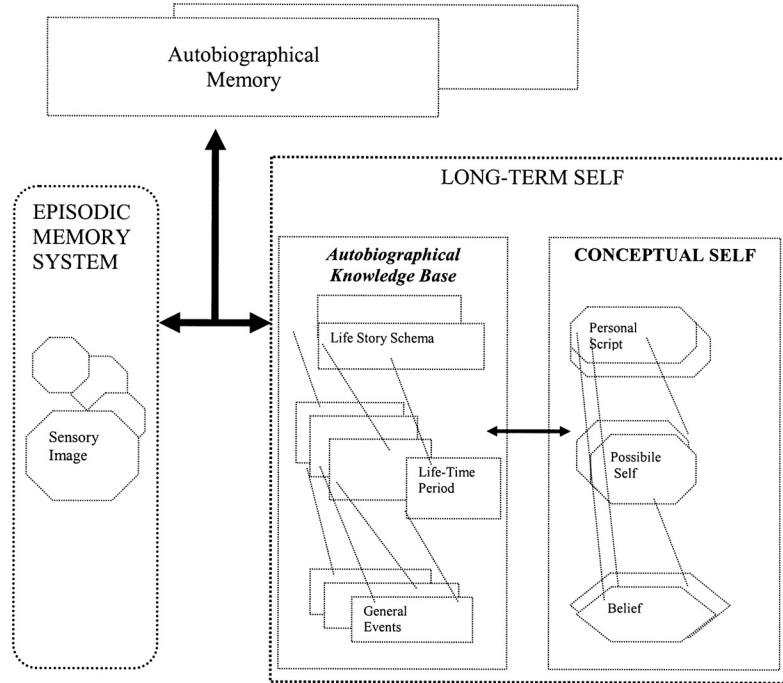 Autobiographical
Memory
LONG-TERM SELF
EPISODIC
MEMORY
SYSTEM
Autobiographical
Knowledge Base
CONCEPTUAL SELF
Life Story Schema
Personal
Script
Sensory
Image
Life-Time
Period
Possibile
Self
General
Events
Belief